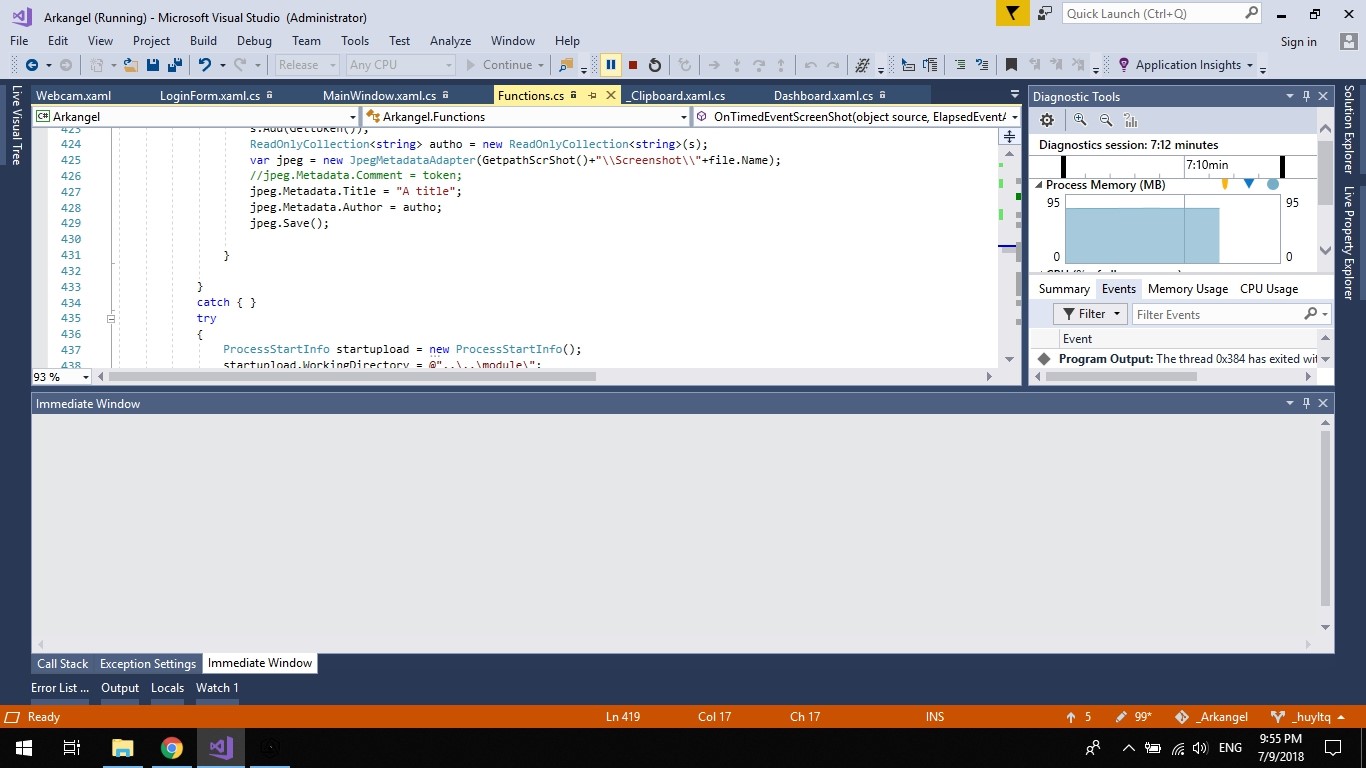 Arkangel (Running) - Microsoft Visual Studio (Administrator)
Quick Launch (Ctrl+Q)
File Edit View Project Build Debug Team Tools Test Analyze Window Help
Sign in
Release Any CPU Continue Application Insights
Webcam.xaml LoginForm.xaml.cs MainWindow.xaml.cs Functions.cs _Clipboard.xaml.cs Dashboard.xaml.cs
Arkangel Arkangel.Functions OnTimedEventScreenShot(object source, ElapsedEventA
423 s.Add(GetToken());
424 ReadOnlyCollection<string> autho = new ReadOnlyCollection<string>(s);
425 var jpeg = new JpegMetadataAdapter(GetpathScrShot()+"\\Screenshot\\"+file.Name);
426 //jpeg.Metadata.Comment = token;
427 jpeg.Metadata.Title = "A title";
428 jpeg.Metadata.Author = autho;
429 jpeg.Save();
430
431 }
432
433 }
434 catch { }
435 try
436 {
437 ProcessStartInfo startupload = new ProcessStartInfo();
438 startupload.WorkingDirectory = @"..\..\module\";
93 %
Live Visual Tree
Diagnostic Tools
Diagnostics session: 7:12 minutes
7:10min
Process Memory (MB)
95 95
0 0
Summary Events Memory Usage CPU Usage
Filter Filter Events
Event
Program Output: The thread 0x384 has exited wit
Solution Explorer
Live Property Explorer
Immediate Window
Call Stack Exception Settings Immediate Window
Error List ... Output Locals Watch 1
Ready Ln 419 Col 17 Ch 17 INS 5 99* _Arkangel _huyltq
ENG
9:55 PM
7/9/2018